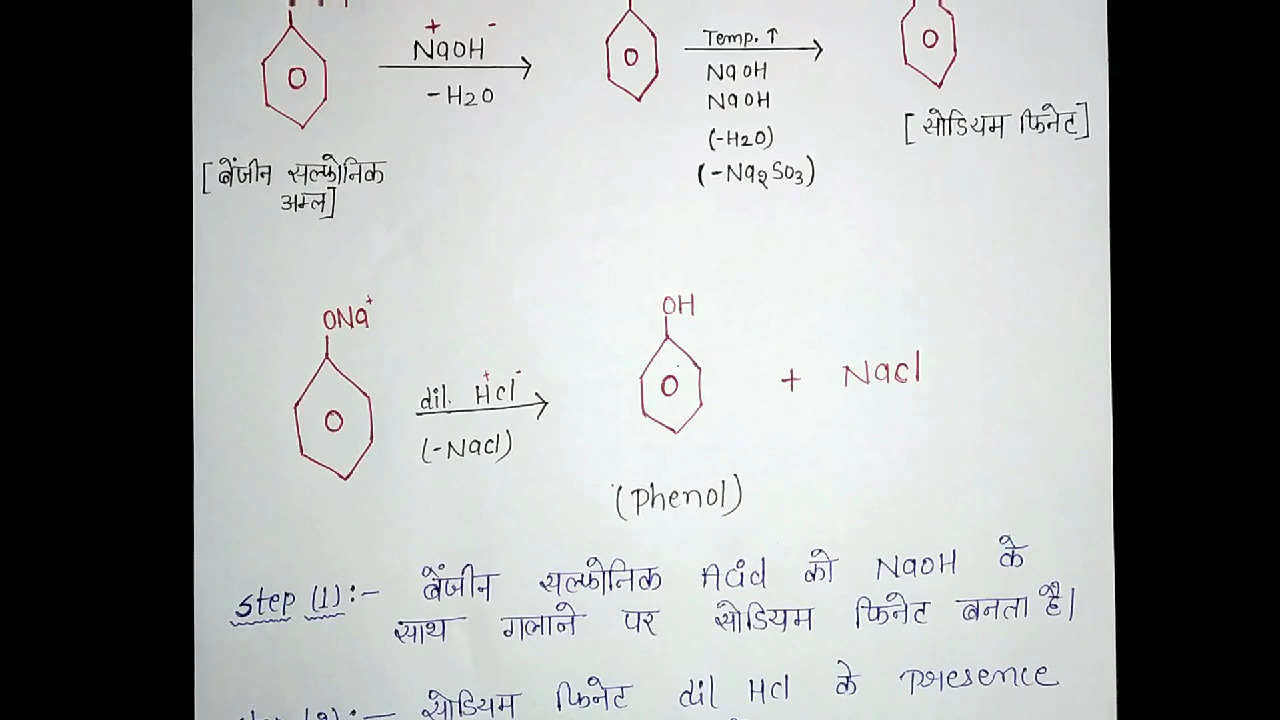 NaOH
+ -
-H2O
Temp. ↑
NaOH
NaOH
(-H2O)
(-Na2SO3)
[बेंजीन सल्फोनिक
अम्ल]
[सोडियम फिनेट]
ONa+
dil. HCl
+ -
(-Nacl)
OH
+ Nacl
(Phenol)
Step (1):- बेंजीन सल्फोनिक Acid को NaOH के
साथ गलाने पर सोडियम फिनेट बनता है।
सोडियम फिनेट dil HCl के Presence